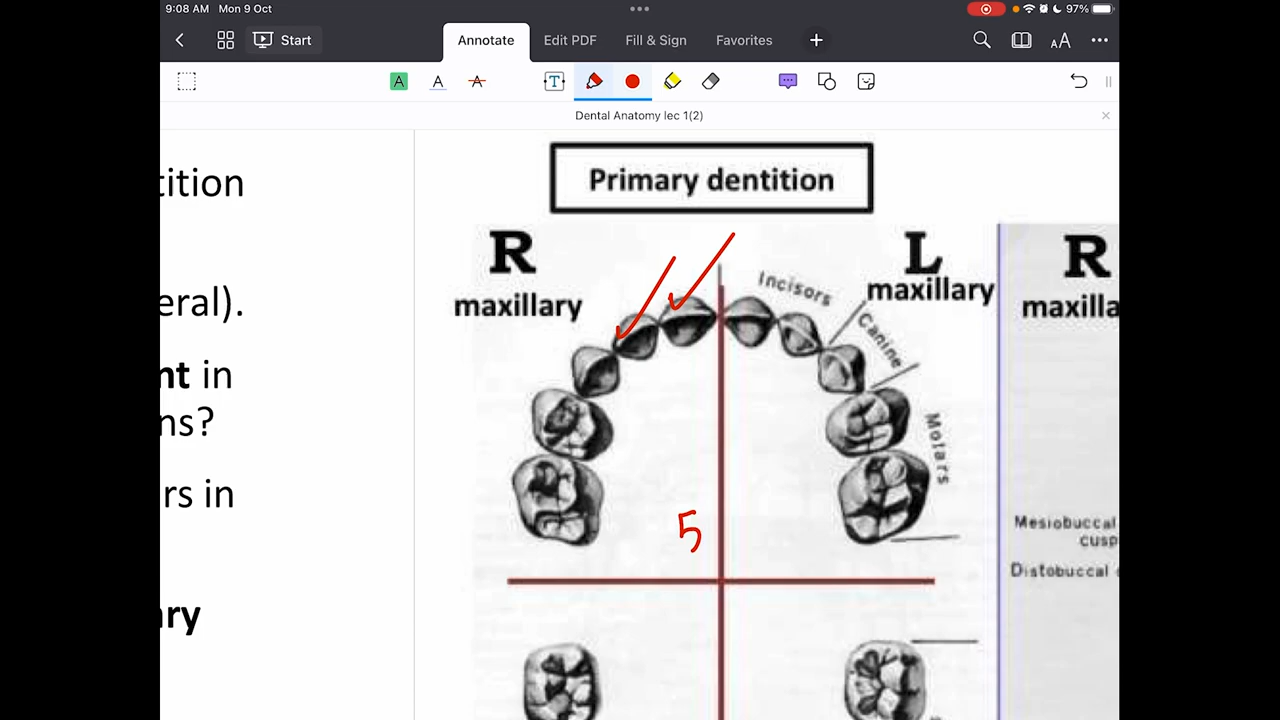 9:08 AM Mon 9 Oct
97%
Start
Annotate
Edit PDF
Fill & Sign
Favorites
Dental Anatomy lec 1(2)
tition
eral).
nt in
ns?
rs in
ary
Primary dentition
R
maxillary
L
maxillary
Incisors
Canine
Molars
5
R
maxilla
Mesiobuccal
cusp
Distobuccal